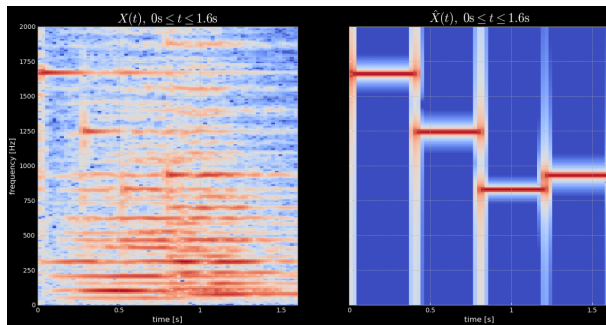 X(t), 0s ≤ t ≤ 1.6s
X̂(t), 0s ≤ t ≤ 1.6s
frequency [Hz]
2000
1750
1500
1250
1000
750
500
250
0
0 0.5 1 1.5
time [s]
0 0.5 1 1.5
time [s]